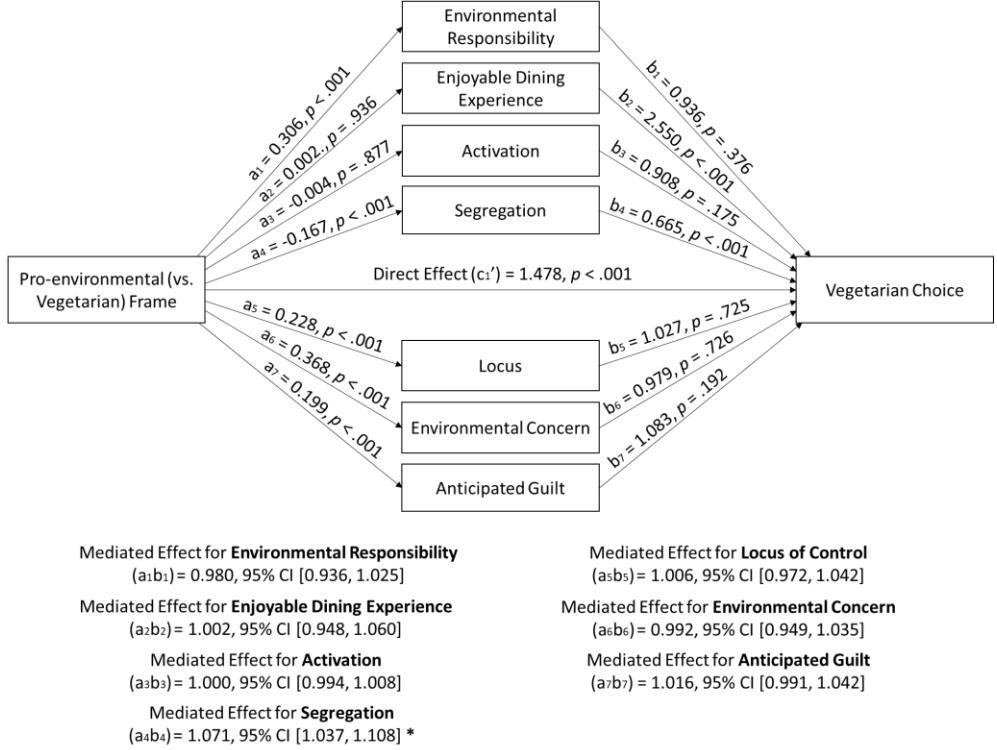 Environmental
Responsibility
Enjoyable Dining
Experience
Activation
Segregation
a₁ = 0.306, p < .001
a₂ = 0.002., p = .936
a₃ = -0.004, p = .877
a₄ = -0.167, p < .001
b₁ = 0.936, p = .376
b₂ = 2.550, p < .001
b₃ = 0.908, p = .175
b₄ = 0.665, p < .001
Pro-environmental (vs.
Vegetarian) Frame
Direct Effect (c₁’) = 1.478, p < .001
Vegetarian Choice
a₅ = 0.228, p < .001
a₆ = 0.368, p < .001
a₇ = 0.199, p < .001
b₅ = 1.027, p = .725
b₆ = 0.979, p = .726
b₇ = 1.083, p = .192
Locus
Environmental Concern
Anticipated Guilt
Mediated Effect for Environmental Responsibility
(a₁b₁) = 0.980, 95% CI [0.936, 1.025]
Mediated Effect for Enjoyable Dining Experience
(a₂b₂) = 1.002, 95% CI [0.948, 1.060]
Mediated Effect for Activation
(a₃b₃) = 1.000, 95% CI [0.994, 1.008]
Mediated Effect for Segregation
(a₄b₄) = 1.071, 95% CI [1.037, 1.108] *
Mediated Effect for Locus of Control
(a₅b₅) = 1.006, 95% CI [0.972, 1.042]
Mediated Effect for Environmental Concern
(a₆b₆) = 0.992, 95% CI [0.949, 1.035]
Mediated Effect for Anticipated Guilt
(a₇b₇) = 1.016, 95% CI [0.991, 1.042]